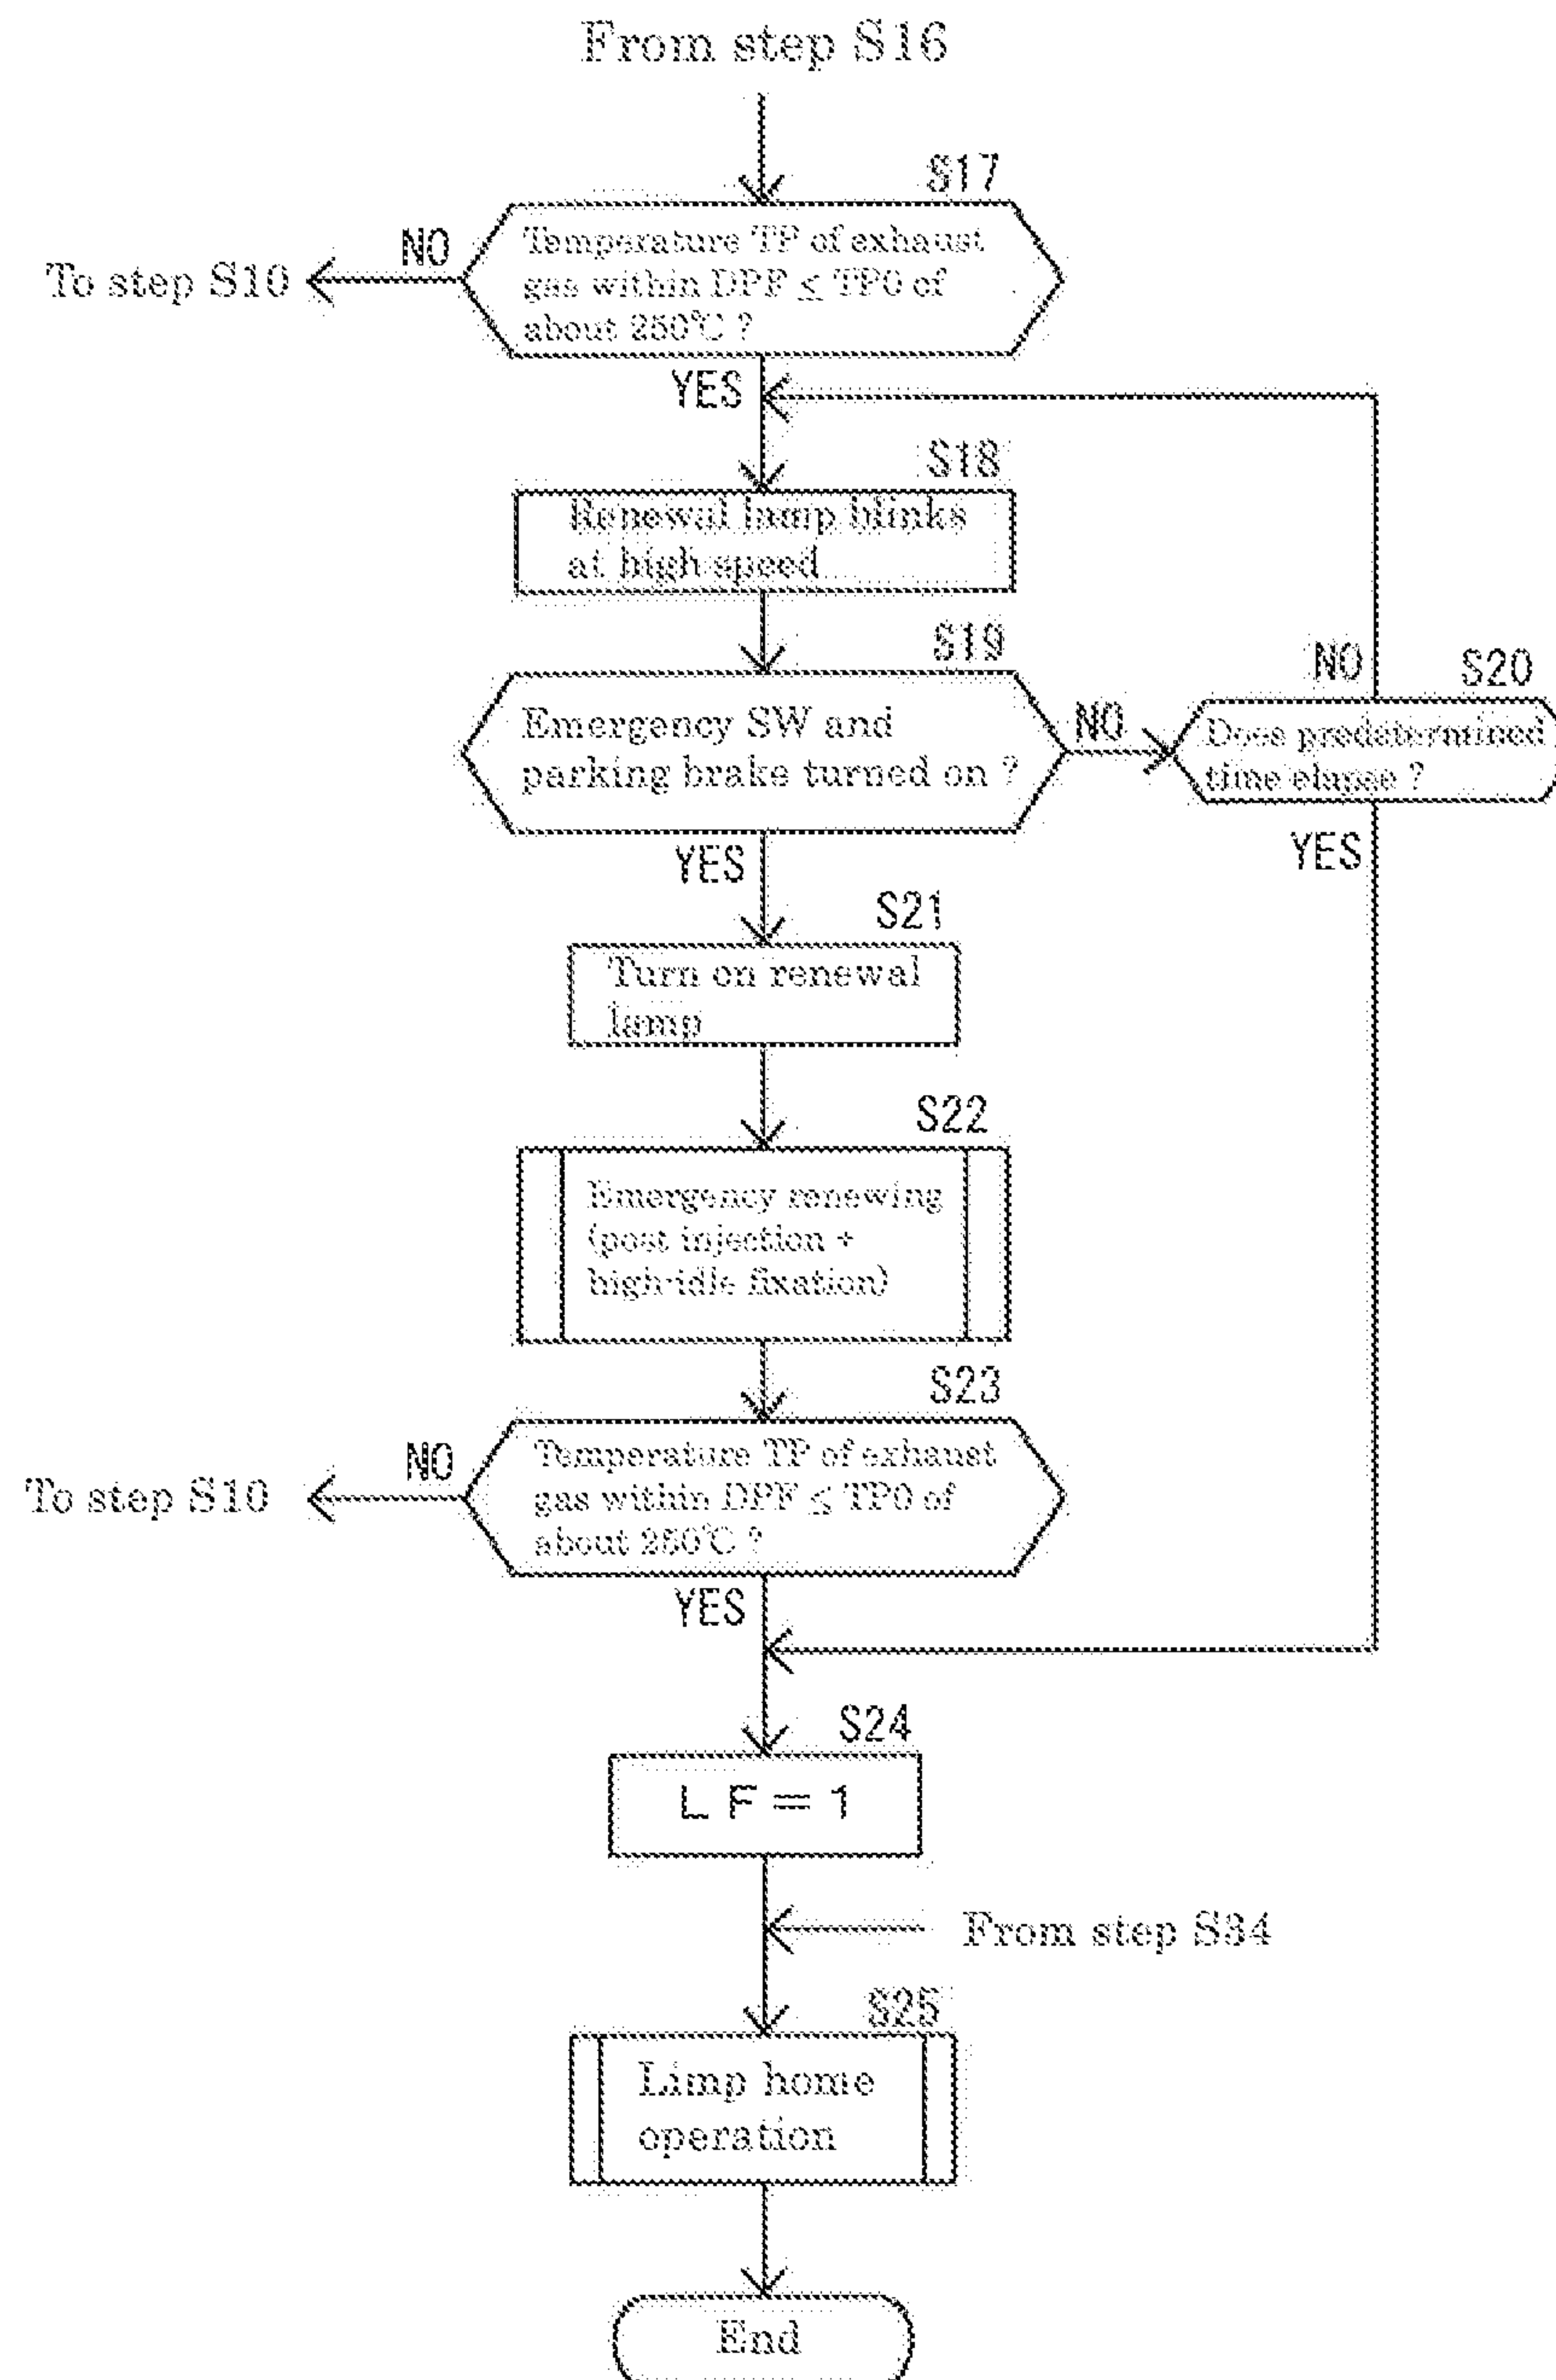 From step S16
S17
NO
To step S10
Temperature TP of exhaust
gas within DPF ≤ TP0 of
about 250℃ ?
YES
S18
Renewal lamp blinks
at high speed
S19
Emergency SW and
parking brake turned on ?
NO
NO
S20
Does predetermined
time elapse ?
YES
YES
S21
Turn on renewal
lamp
S22
Emergency renewing
(post injection +
high-idle fixation)
S23
NO
To step S10
Temperature TP of exhaust
gas within DPF ≤ TP0 of
about 250℃ ?
YES
S24
LF=1
From step S34
S25
Limp home
operation
End